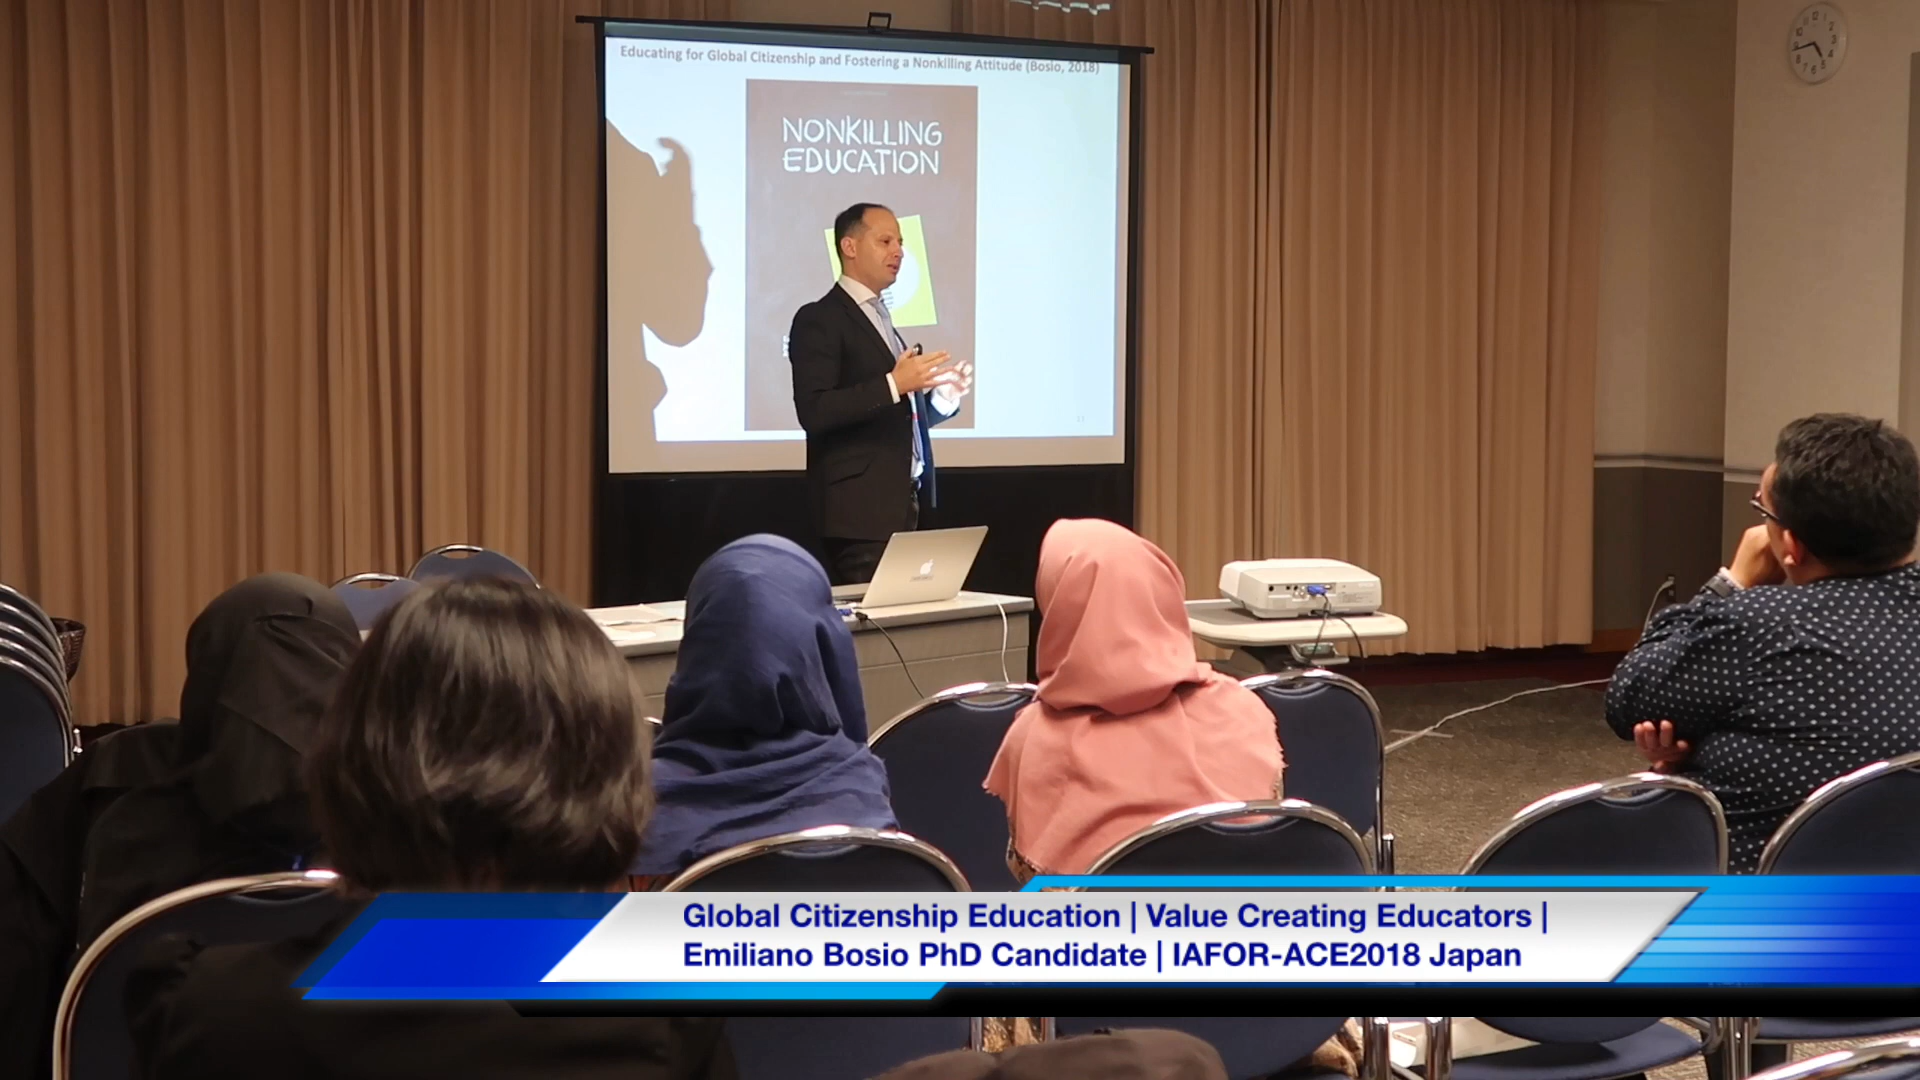 Educating for Global Citizenship and Fostering a Nonkilling Attitude (Bosio, 2018)
NONKILLING
EDUCATION
Global Citizenship Education | Value Creating Educators |
Emiliano Bosio PhD Candidate | IAFOR-ACE2018 Japan